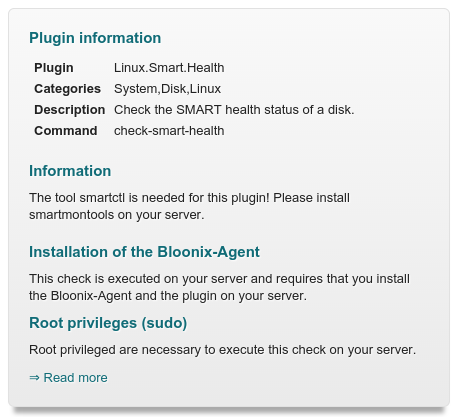 Plugin information
Plugin Linux.Smart.Health
Categories System,Disk,Linux
Description Check the SMART health status of a disk.
Command check-smart-health
Information
The tool smartctl is needed for this plugin! Please install
smartmontools on your server.
Installation of the Bloonix-Agent
This check is executed on your server and requires that you install
the Bloonix-Agent and the plugin on your server.
Root privileges (sudo)
Root privileged are necessary to execute this check on your server.
⇒ Read more